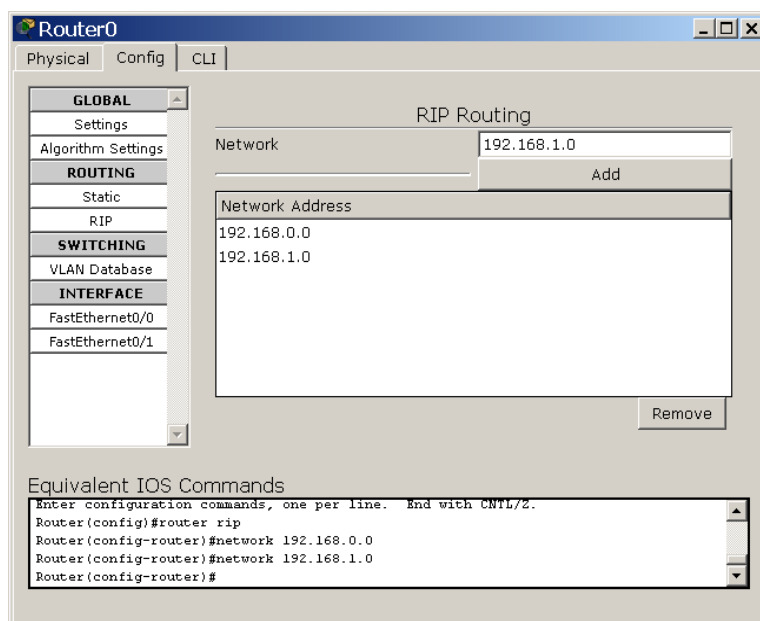 Router0
Physical Config CLI
GLOBAL
Settings
Algorithm Settings
ROUTING
Static
RIP
SWITCHING
VLAN Database
INTERFACE
FastEthernet0/0
FastEthernet0/1
RIP Routing
Network 192.168.1.0
Add
Network Address
192.168.0.0
192.168.1.0
Remove
Equivalent IOS Commands
Enter configuration commands, one per line. End with CNTL/Z.
Router(config)#router rip
Router(config-router)#network 192.168.0.0
Router(config-router)#network 192.168.1.0
Router(config-router)#